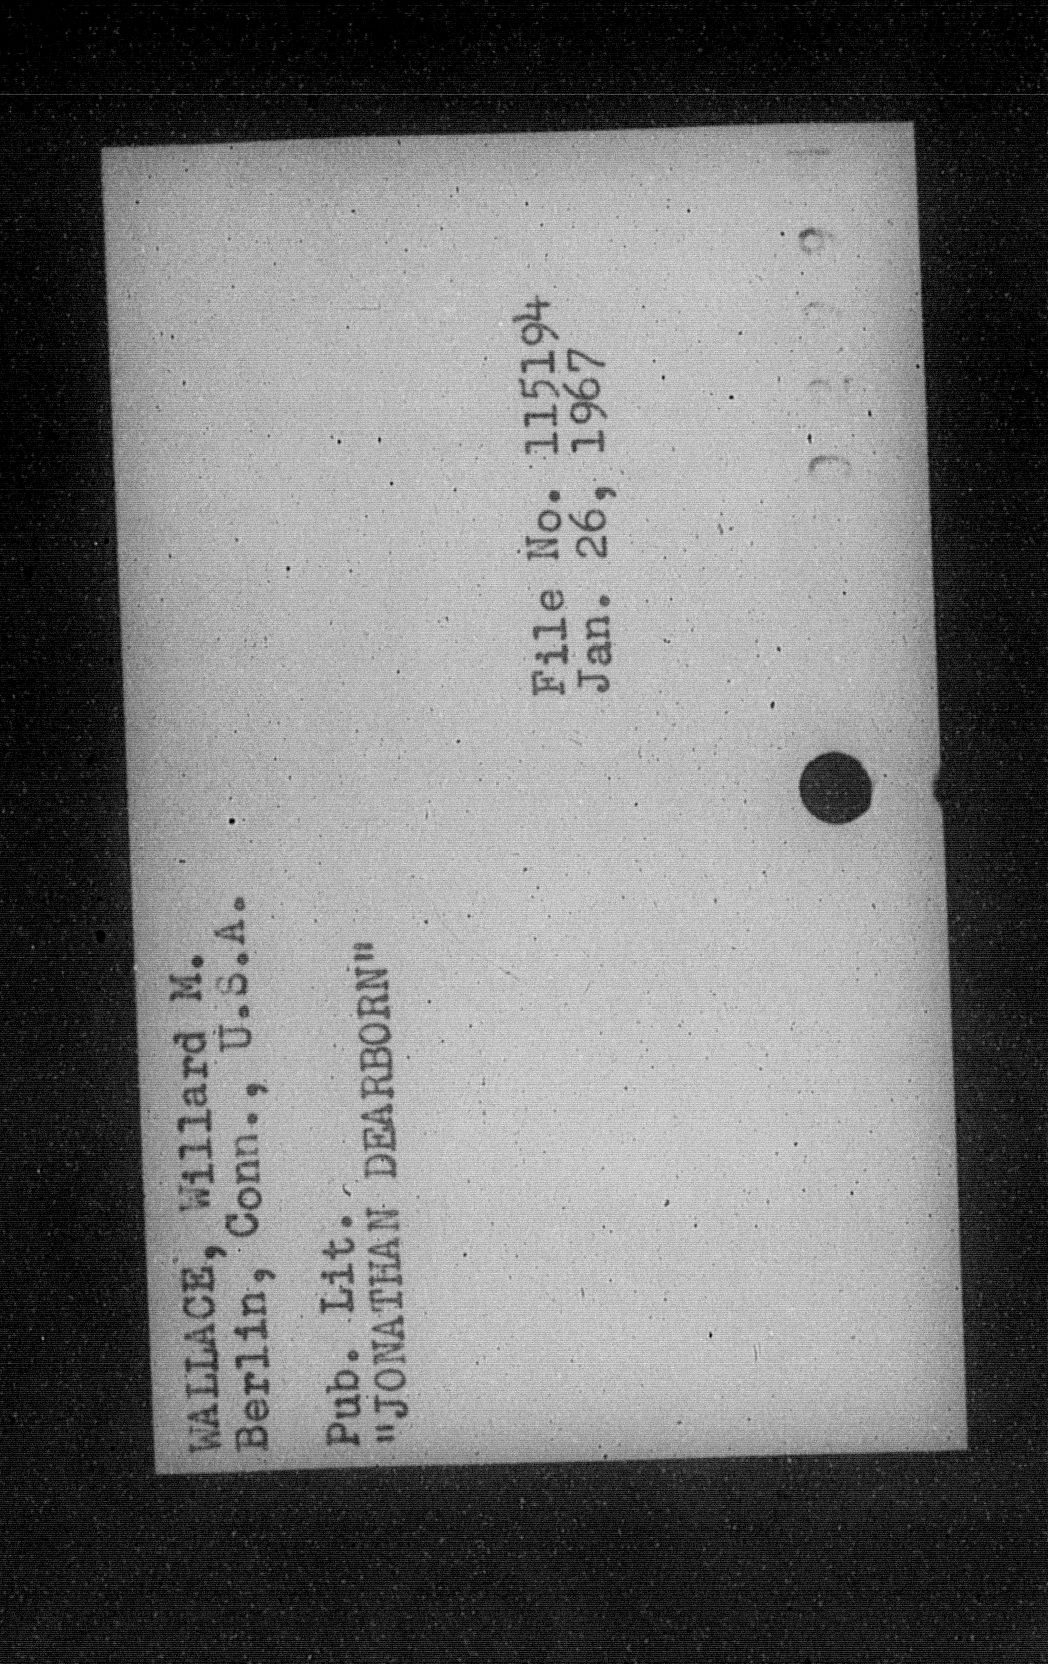 WALLACE, Willard M.
Berlin, Conn., U.S.A.
Pub. Lit.
"JONATHAN DEARBORN"
File No. 115194
Jan. 26, 1967